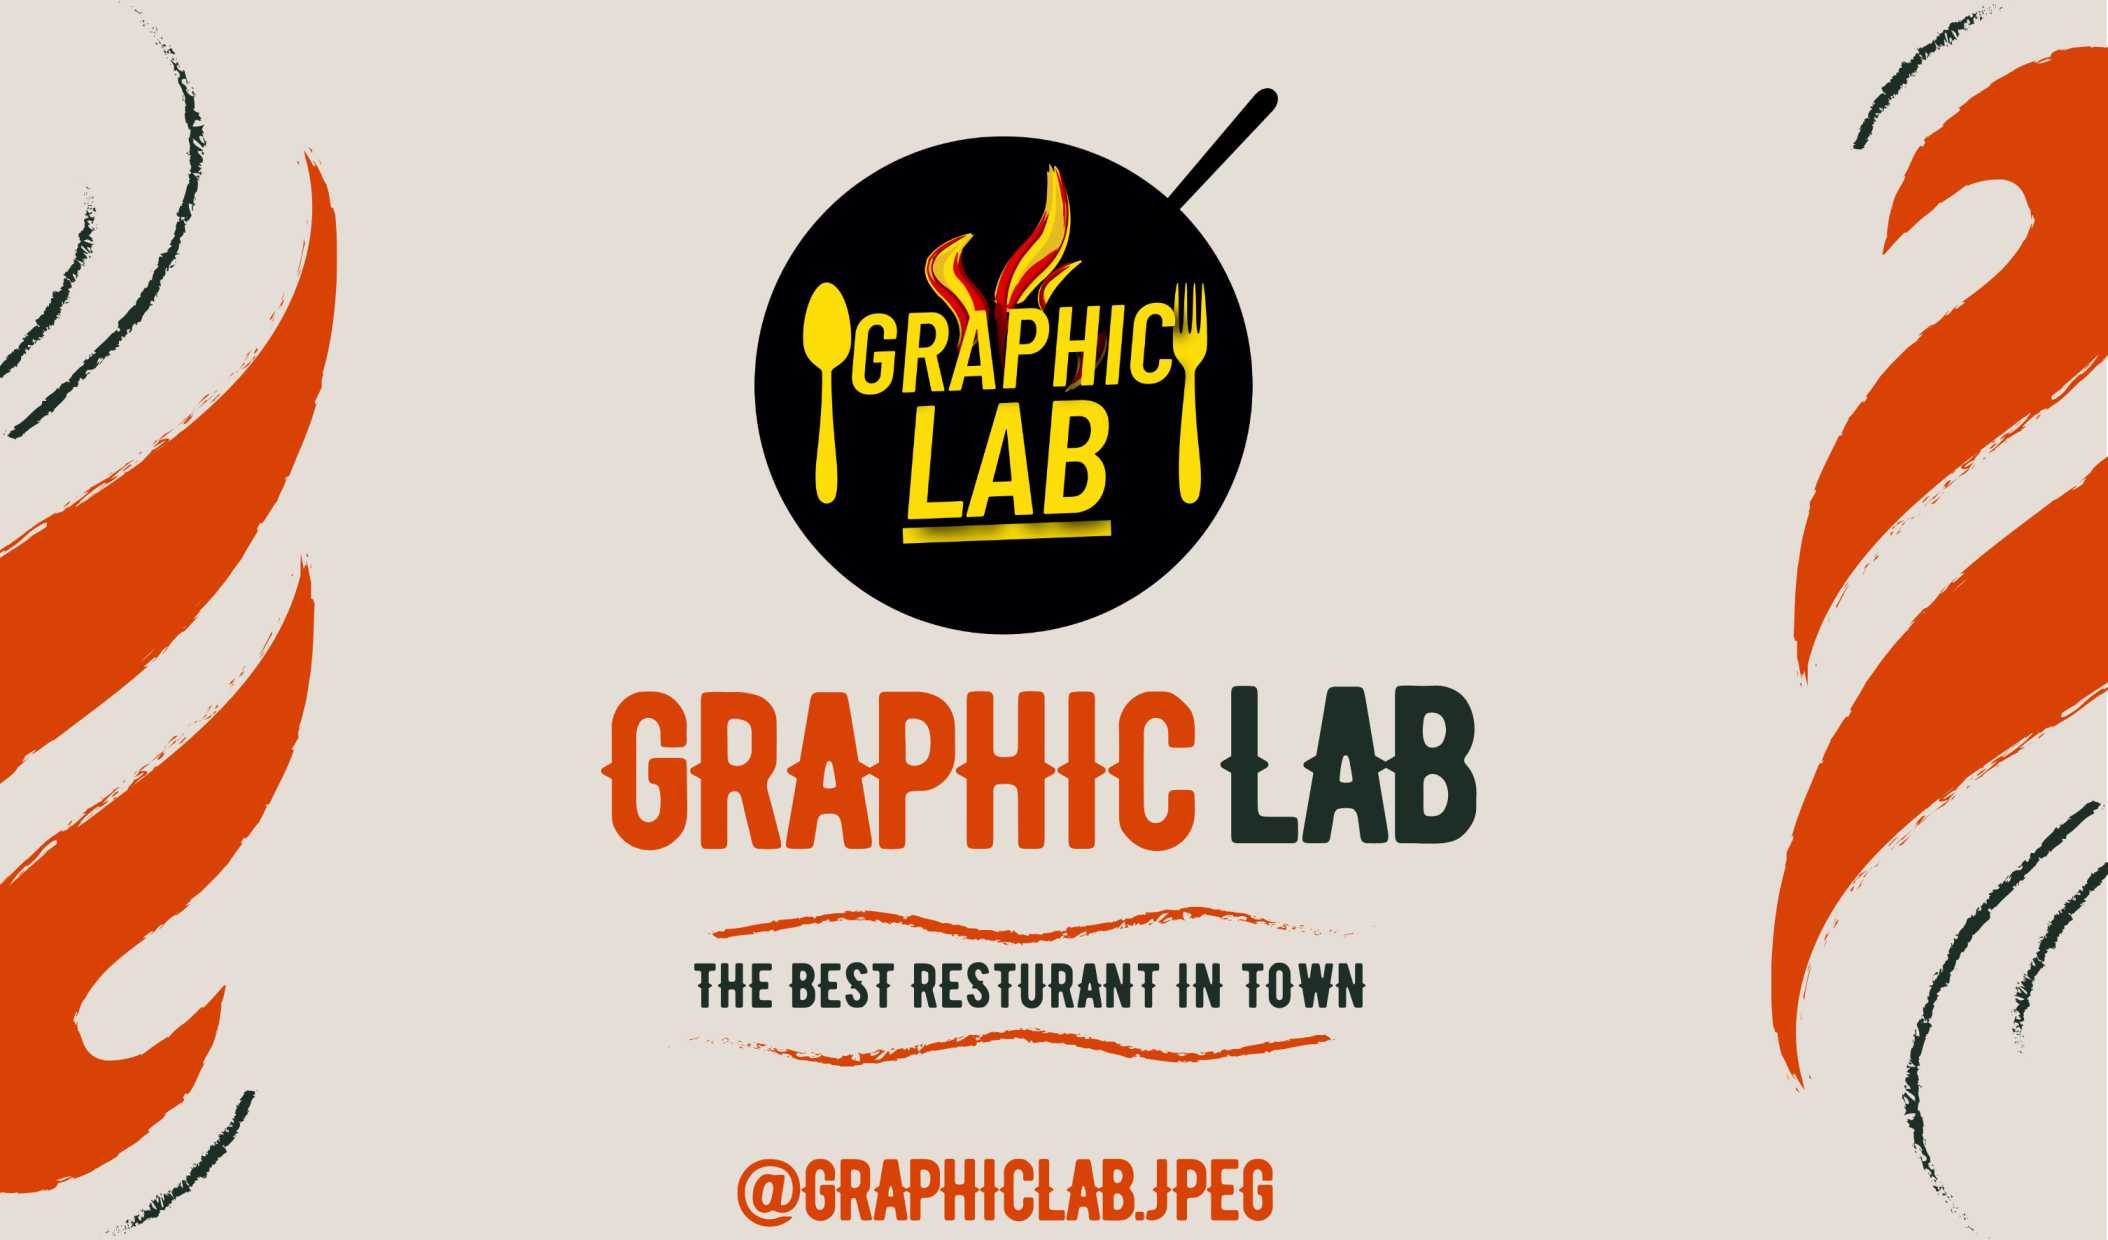 GRAPHIC
LAB
GRAPHIC LAB
THE BEST RESTURANT IN TOWN
@GRAPHICLAB.JPEG